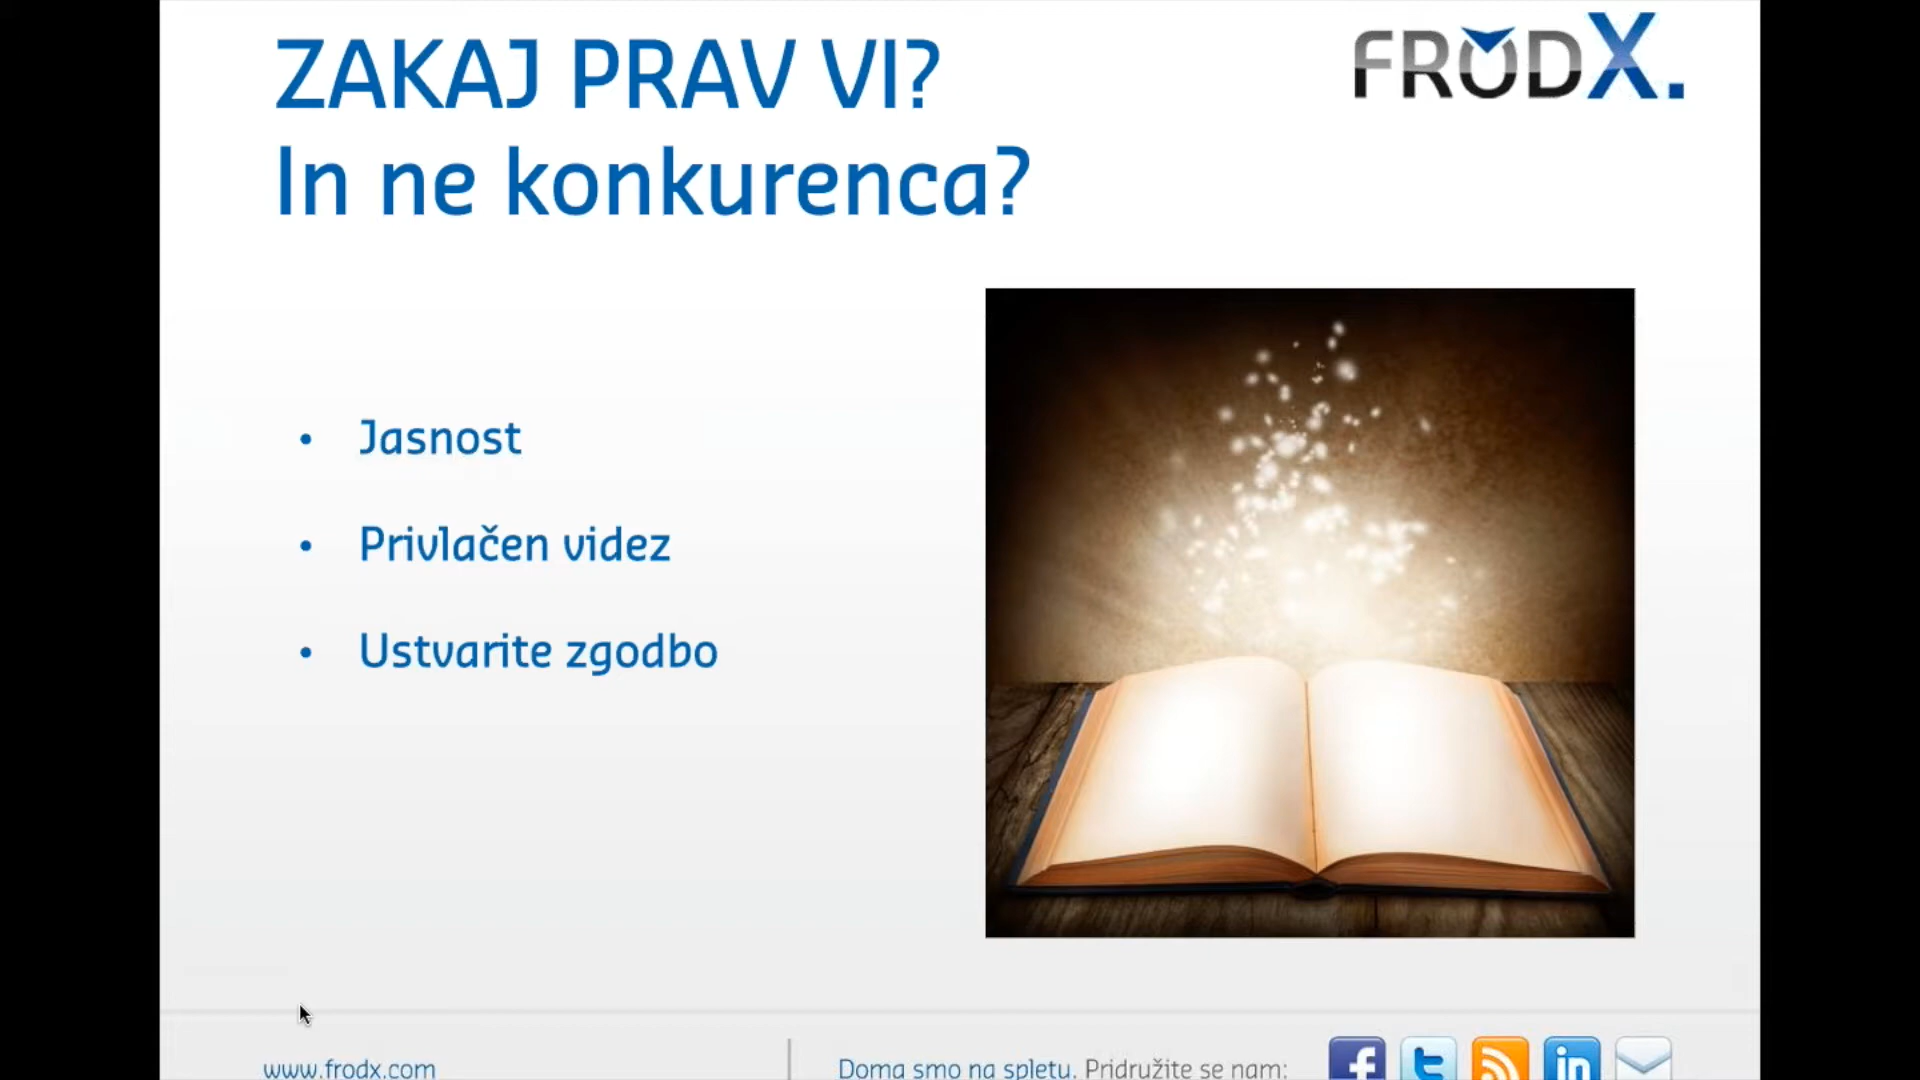 ZAKAJ PRAV VI?
In ne konkurenca?
FRODX.
• Jasnost
• Privlačen videz
• Ustvarite zgodbo
www.frodx.com
Doma smo na spletu. Pridružite se nam: